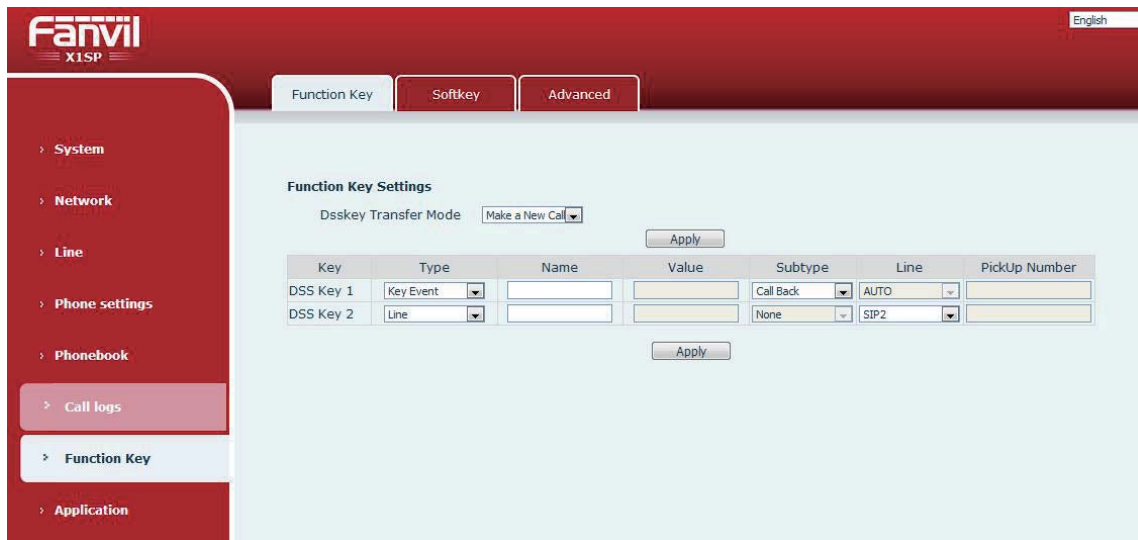 Fanvil
X1SP
English
Function Key
Softkey
Advanced
System
Network
Line
Phone settings
Phonebook
Call logs
Function Key
Application
Function Key Settings
Dsskey Transfer Mode Make a New Call
Apply
Key Type Name Value Subtype Line PickUp Number
DSS Key 1 Key Event Call Back AUTO
DSS Key 2 Line None SIP2
Apply